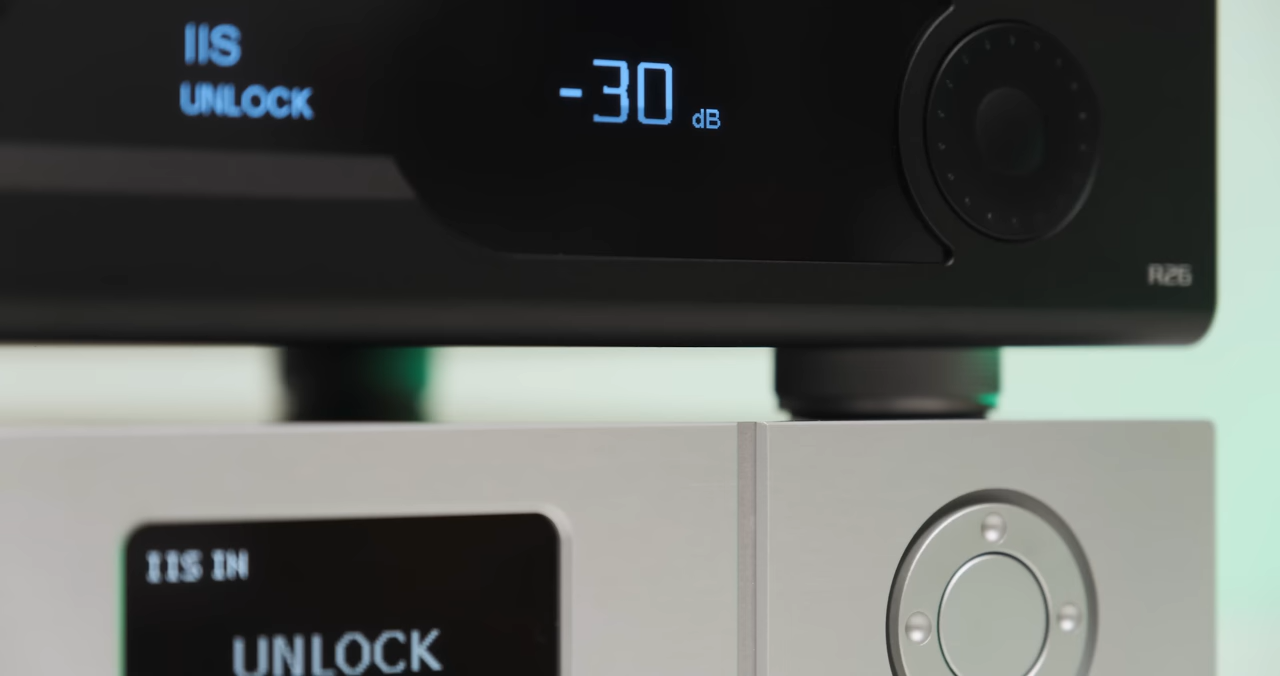 IIS
UNLOCK
-30 dB
R26
IIS IN
UNLOCK